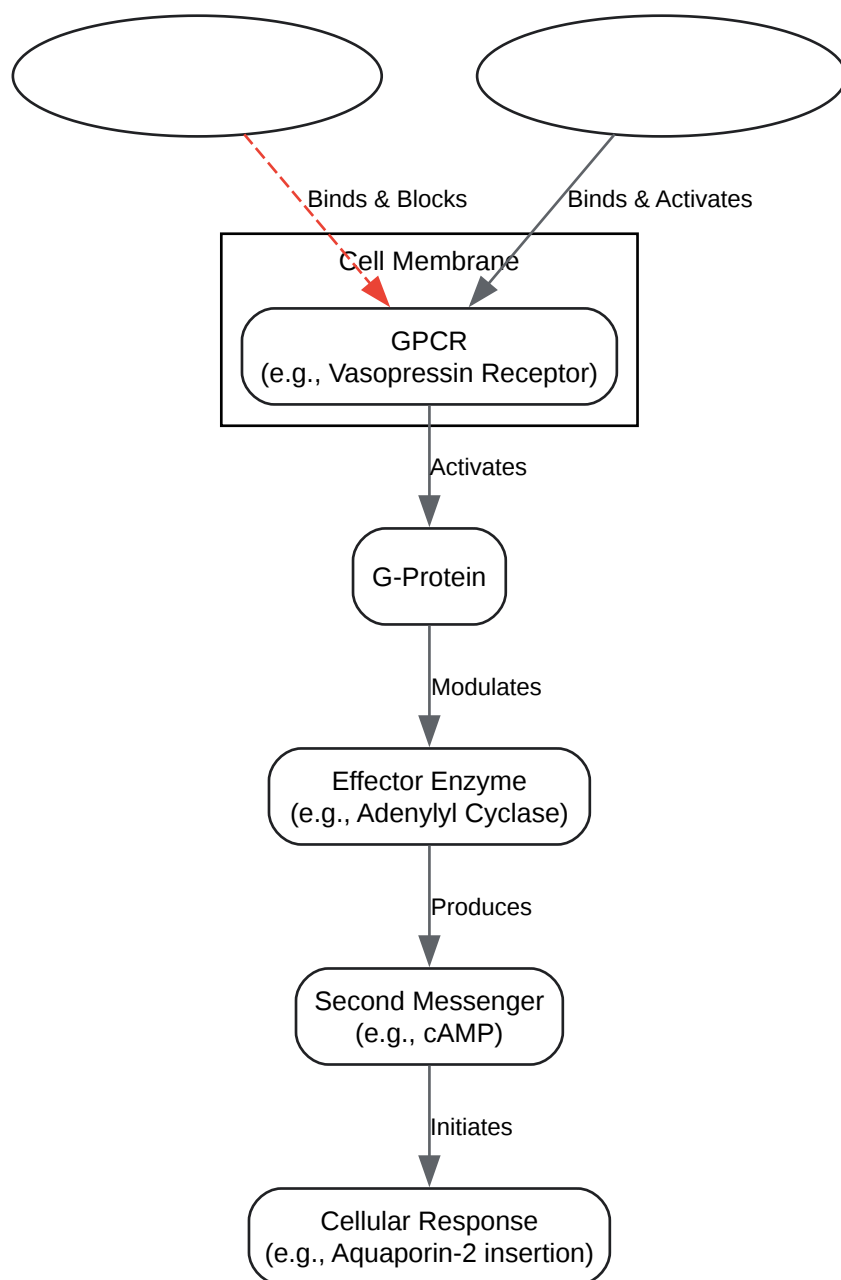 Binds & Blocks
Binds & Activates
Cell Membrane
GPCR
(e.g., Vasopressin Receptor)
Activates
G-Protein
Modulates
Effector Enzyme
(e.g., Adenylyl Cyclase)
Produces
Second Messenger
(e.g., cAMP)
Initiates
Cellular Response
(e.g., Aquaporin-2 insertion)